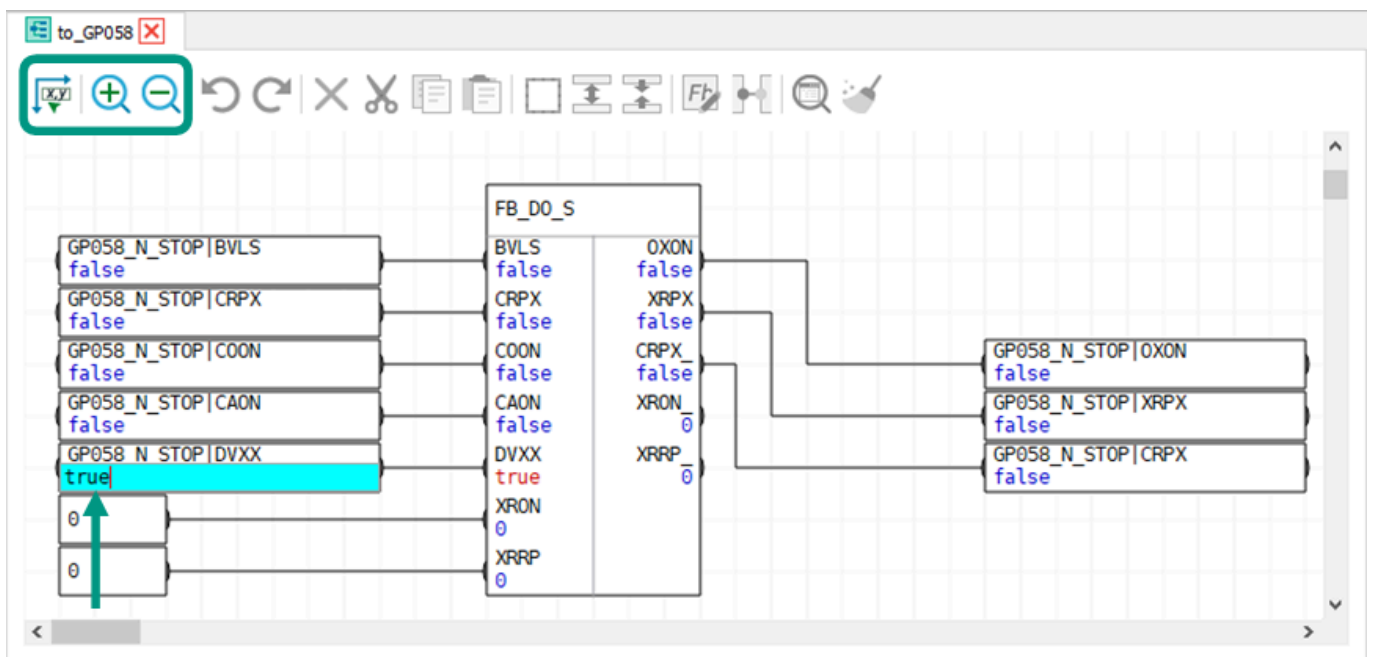 to_GP058
X,Y
Fb
FB_DO_S
GP058_N_STOP|BVLS
false
GP058_N_STOP|CRPX
false
GP058_N_STOP|COON
false
GP058_N_STOP|CAON
false
GP058_N_STOP|DVXX
true
0
0
BVLS
false
CRPX
false
COON
false
CAON
false
DVXX
true
XRON
0
XRRP
0
OXON
false
XRPX
false
CRPX_
false
XRON_
0
XRRP_
0
GP058_N_STOP|OXON
false
GP058_N_STOP|XRPX
false
GP058_N_STOP|CRPX
false